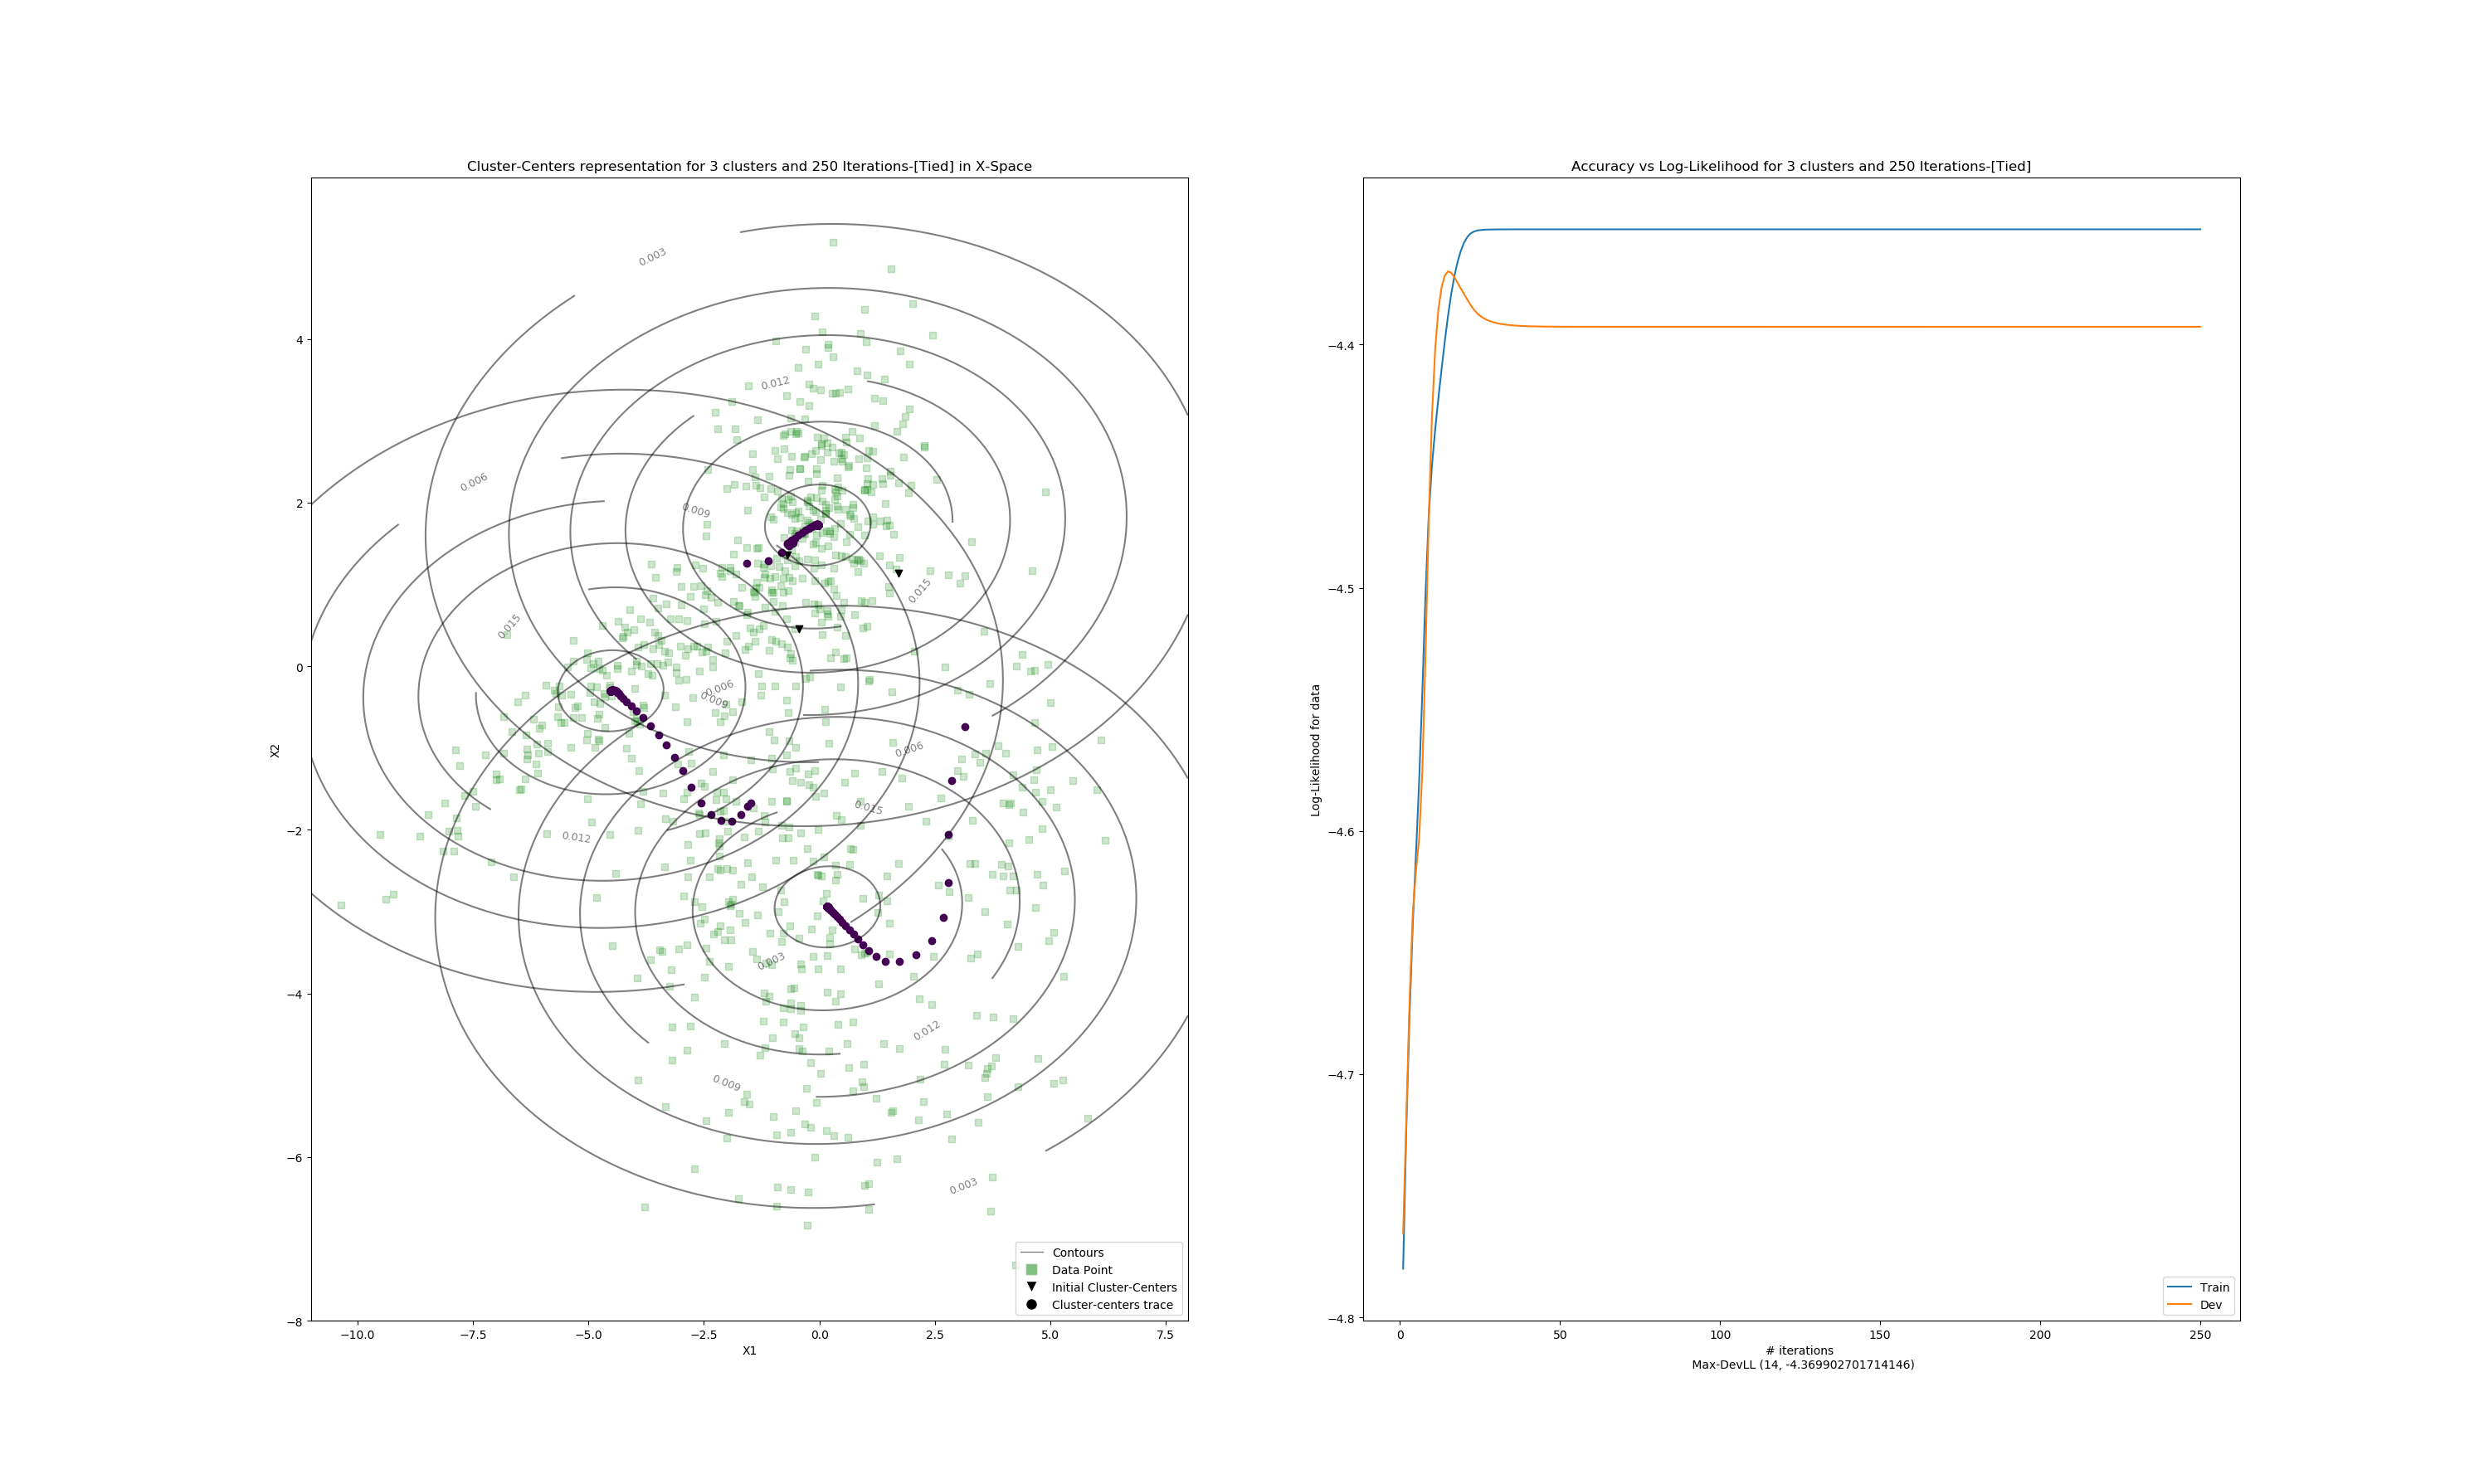 Cluster-Centers representation for 3 clusters and 250 Iterations-[Tied] in X-Space
0.003
0.012
0.006
0.009
0.015
0.015
0.006
0.009
0.006
0.015
0.012
0.003
0.012
0.009
0.003
4
2
0
−2
−4
−6
−8
X2
−10.0 −7.5 −5.0 −2.5 0.0 2.5 5.0 7.5
X1
Contours
Data Point
Initial Cluster-Centers
Cluster-centers trace
Accuracy vs Log-Likelihood for 3 clusters and 250 Iterations-[Tied]
−4.4
−4.5
−4.6
−4.7
−4.8
Log-Likelihood for data
0 50 100 150 200 250
# iterations
Max-DevLL (14, -4.369902701714146)
Train
Dev